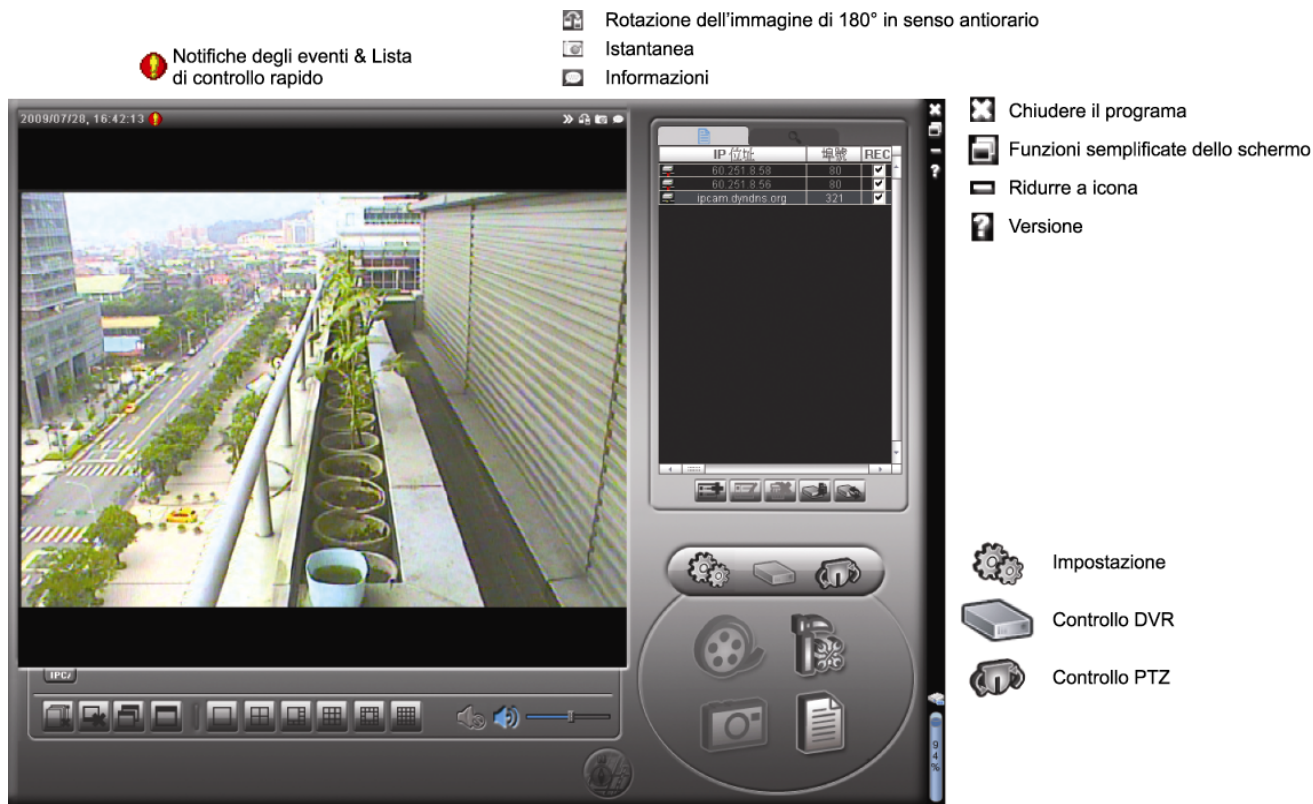 Rotazione dell'immagine di 180° in senso antiorario
Istantanea
Informazioni
Notifiche degli eventi & Lista
di controllo rapido
2009/07/28, 16:42:13
IP 位址 埠號 REC
60.251.8.58 80
60.251.8.56 80
ipcam.dyndns.org 321
Chiudere il programa
Funzioni semplificate dello schermo
Ridurre a icona
Versione
Impostazione
Controllo DVR
Controllo PTZ
94%